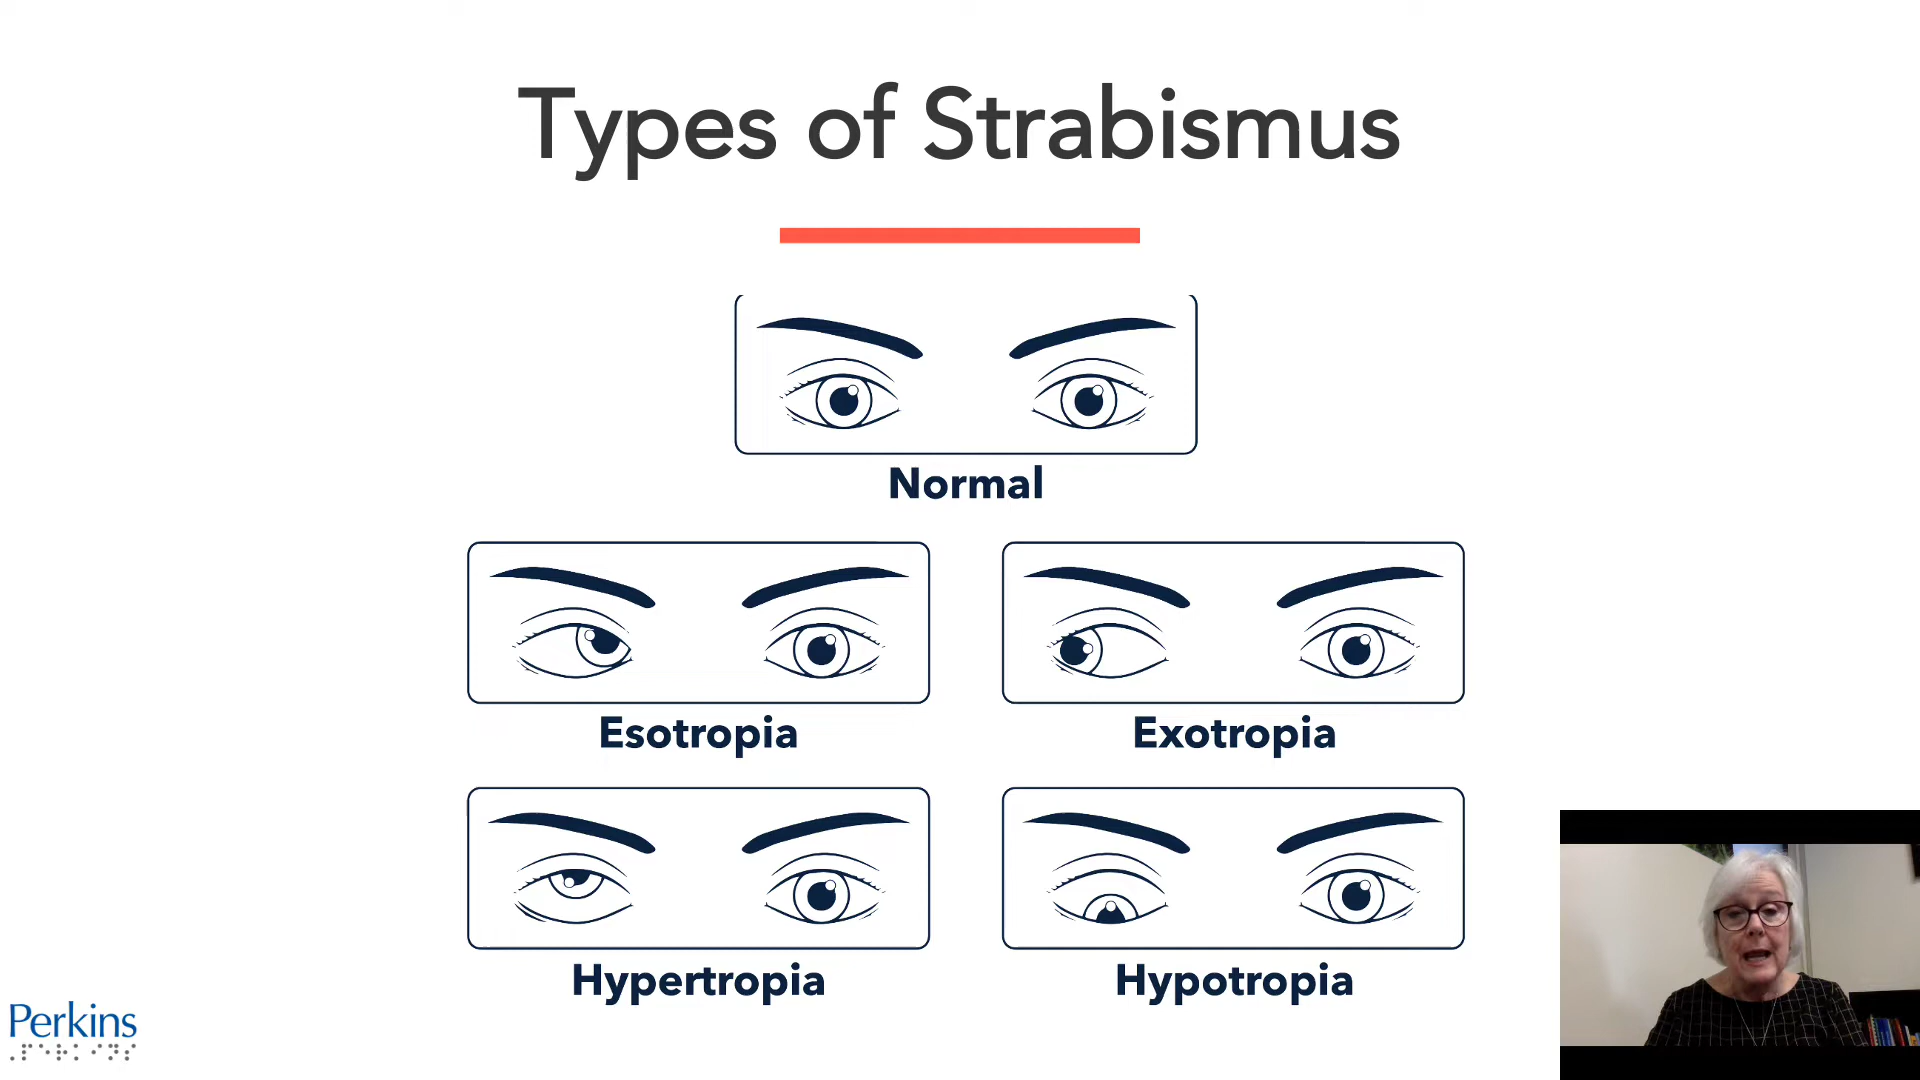 Types of Strabismus
Normal
Esotropia
Exotropia
Hypertropia
Hypotropia
Perkins
⠠⠏⠑⠗⠅⠊⠝⠎